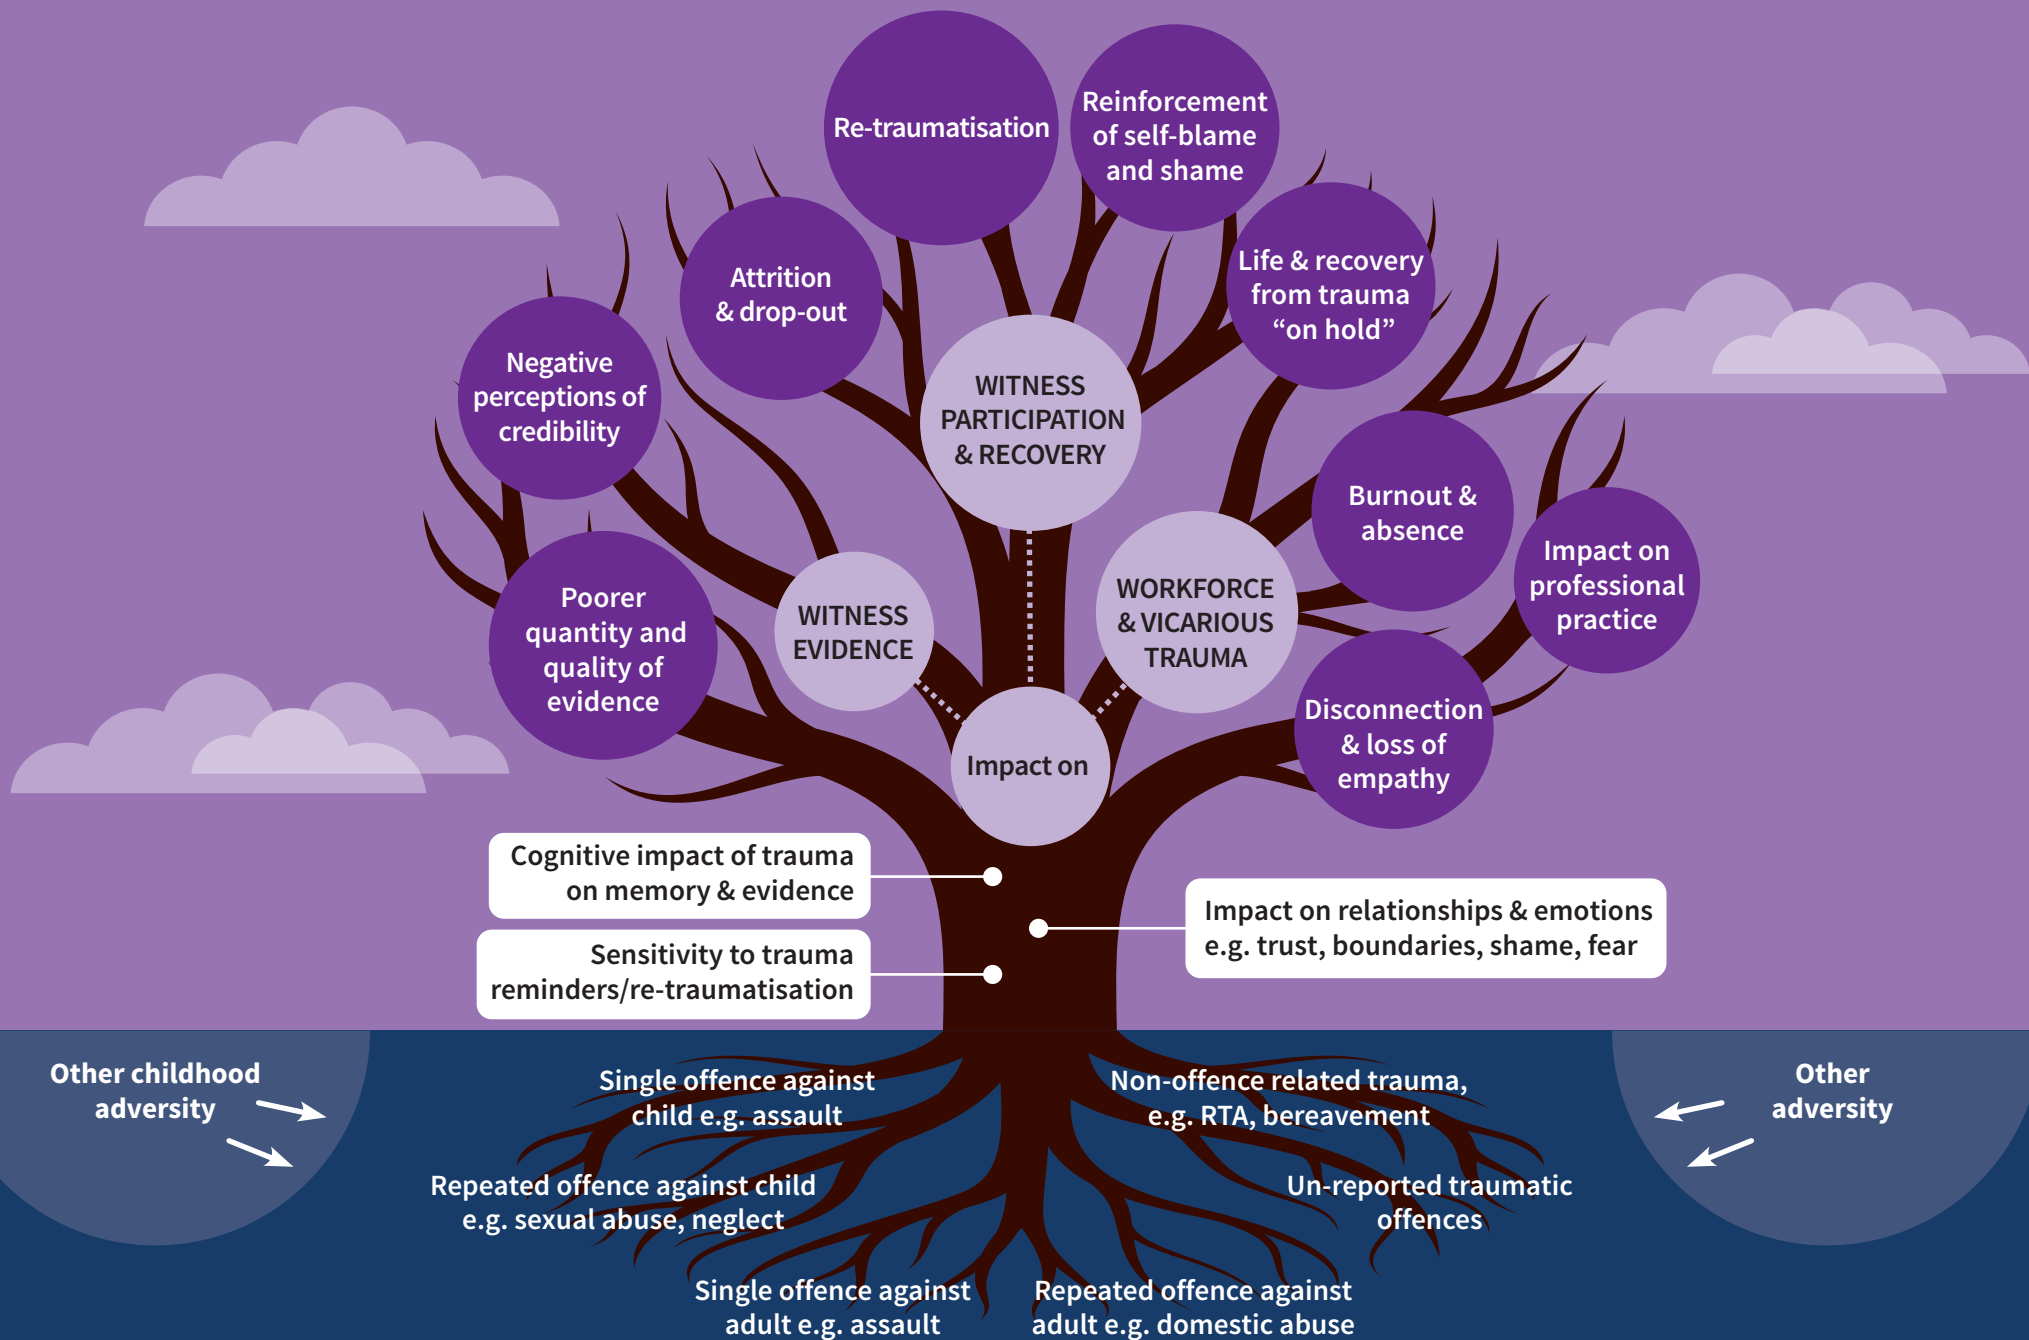 Re-traumatisation
Reinforcement
of self-blame
and shame
Attrition
& drop-out
Life & recovery
from trauma
“on hold”
Negative
perceptions of
credibility
WITNESS
PARTICIPATION
& RECOVERY
Burnout &
absence
Impact on
professional
practice
Poorer
quantity and
quality of
evidence
WITNESS
EVIDENCE
WORKFORCE
& VICARIOUS
TRAUMA
Disconnection
& loss of
empathy
Impact on
Cognitive impact of trauma
on memory & evidence
Impact on relationships & emotions
e.g. trust, boundaries, shame, fear
Sensitivity to trauma
reminders/re-traumatisation
Other childhood
adversity
Single offence against
child e.g. assault
Non-offence related trauma,
e.g. RTA, bereavement
Other
adversity
Repeated offence against child
e.g. sexual abuse, neglect
Un-reported traumatic
offences
Single offence against
adult e.g. assault
Repeated offence against
adult e.g. domestic abuse